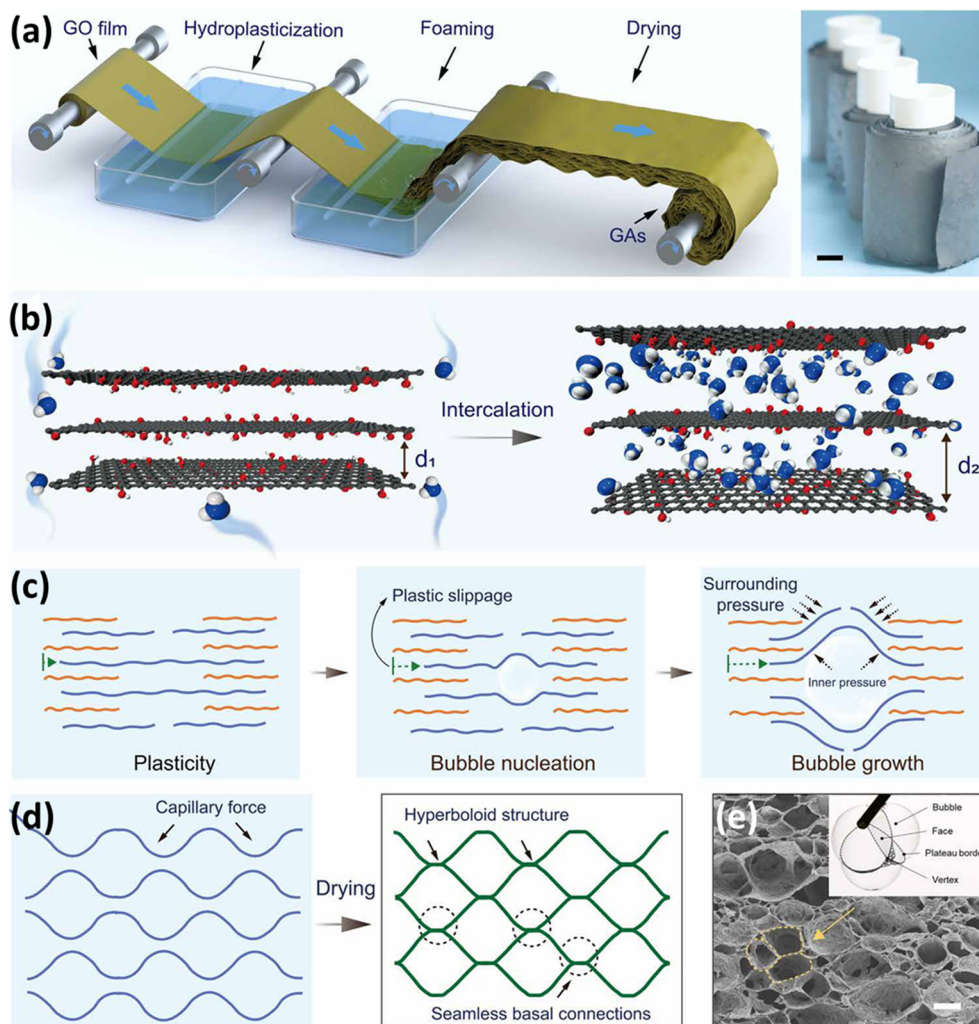 (a)
GO film
Hydroplasticization
Foaming
Drying
GAs
(b)
Intercalation
d₁
d₂
(c)
Plastic slippage
Surrounding
pressure
Inner pressure
Plasticity
Bubble nucleation
Bubble growth
(d)
Capillary force
Drying
Hyperboloid structure
Seamless basal connections
(e)
Bubble
Face
Plateau border
Vertex